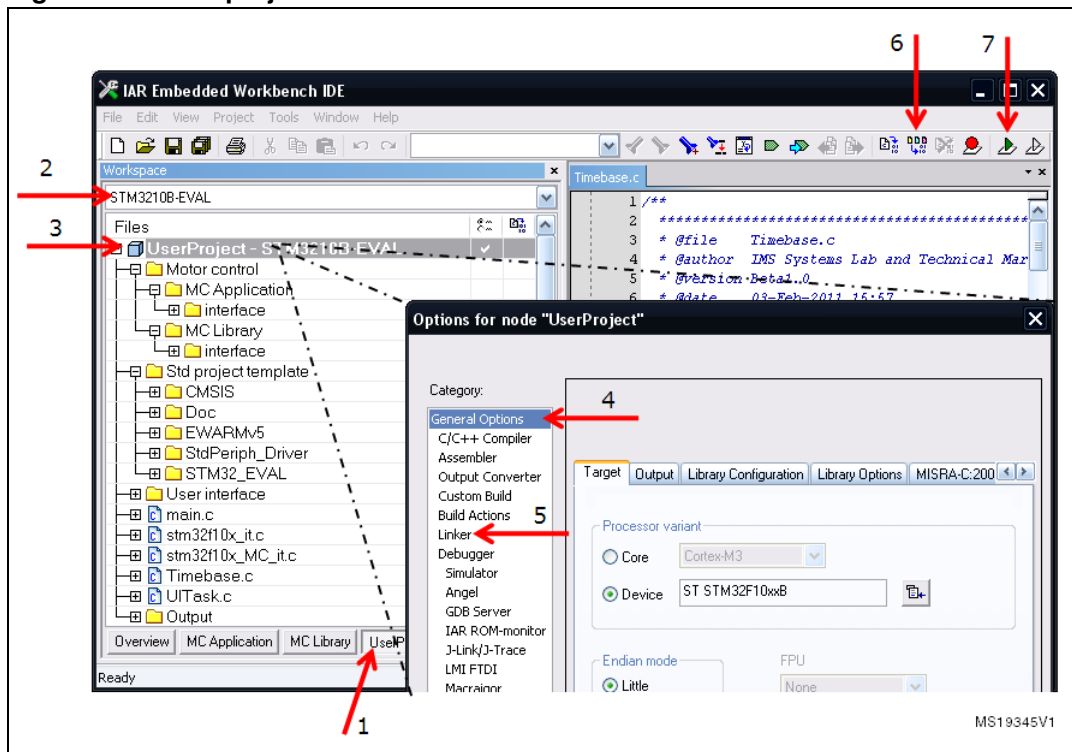 6 7
IAR Embedded Workbench IDE
File Edit View Project Tools Window Help
2
Workspace
Timebase.c
STM3210B-EVAL
3
Files
UserProject - STM3210B-EVAL
Motor control
MC Application
interface
MC Library
interface
Std project template
CMSIS
Doc
EWARMv5
StdPeriph_Driver
STM32_EVAL
User interface
main.c
stm32f10x_it.c
stm32f10x_MC_it.c
Timebase.c
UITask.c
Output
Overview MC Application MC Library UserP
Ready
1
1 /**
2 ******************************************
3 * @file Timebase.c
4 * @author IMS Systems Lab and Technical Mar
5 * @version Beta1.0
6 * @date 03-Feb-2011 15:57
Options for node "UserProject"
Category:
4
General Options
C/C++ Compiler
Assembler
Output Converter
Custom Build
Build Actions
5
Linker
Debugger
Simulator
Angel
GDB Server
IAR ROM-monitor
J-Link/J-Trace
LMI FTDI
Macraigor
Target Output Library Configuration Library Options MISRA-C:200
Processor variant
Core Cortex-M3
Device ST STM32F10xxB
Endian mode FPU
Little None
MS19345V1